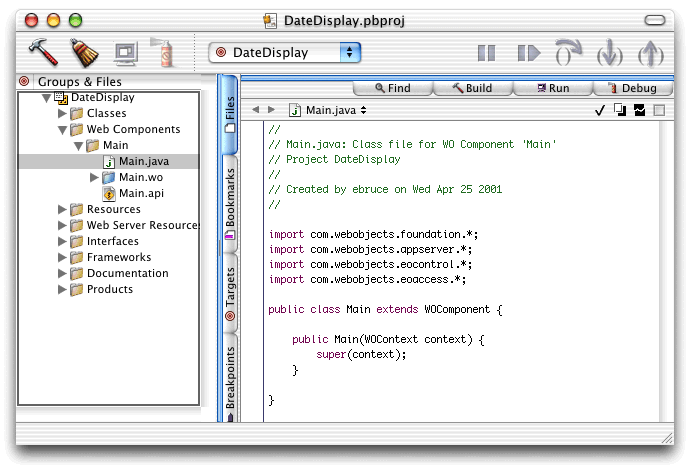 DateDisplay.pbproj
DateDisplay
Groups & Files
DateDisplay
Classes
Web Components
Main
Main.java
Main.wo
Main.api
Resources
Web Server Resources
Interfaces
Frameworks
Documentation
Products
Files
Bookmarks
Targets
Breakpoints
Find
Build
Run
Debug
Main.java
//
// Main.java: Class file for WO Component 'Main'
// Project DateDisplay
//
// Created by ebruce on Wed Apr 25 2001
//
import com.webobjects.foundation.*;
import com.webobjects.appserver.*;
import com.webobjects.eocontrol.*;
import com.webobjects.eoaccess.*;
public class Main extends WOComponent {
public Main(WOContext context) {
super(context);
}
}